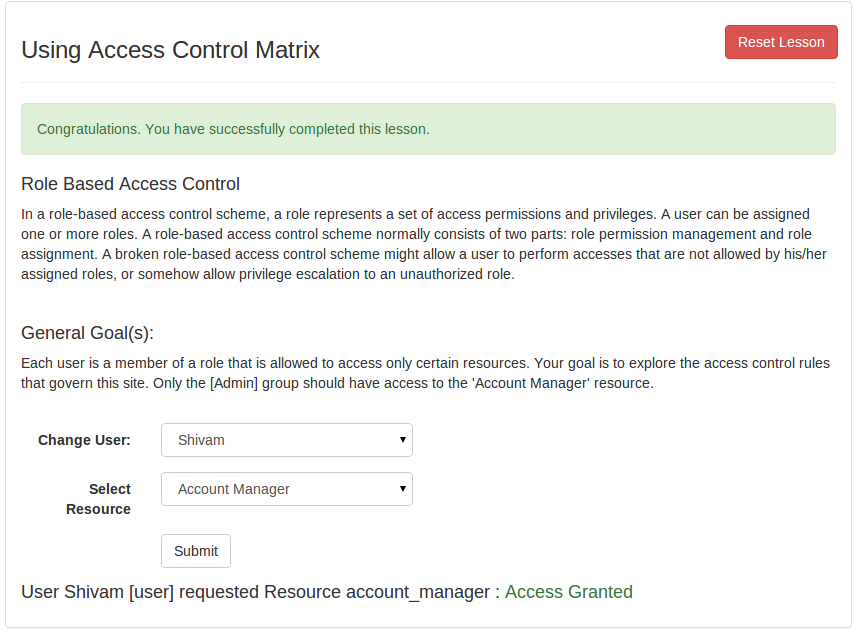 Using Access Control Matrix
Reset Lesson
Congratulations. You have successfully completed this lesson.
Role Based Access Control
In a role-based access control scheme, a role represents a set of access permissions and privileges. A user can be assigned
one or more roles. A role-based access control scheme normally consists of two parts: role permission management and role
assignment. A broken role-based access control scheme might allow a user to perform accesses that are not allowed by his/her
assigned roles, or somehow allow privilege escalation to an unauthorized role.
General Goal(s):
Each user is a member of a role that is allowed to access only certain resources. Your goal is to explore the access control rules
that govern this site. Only the [Admin] group should have access to the 'Account Manager' resource.
Change User:
Shivam
Select
Resource
Account Manager
Submit
User Shivam [user] requested Resource account_manager : Access Granted